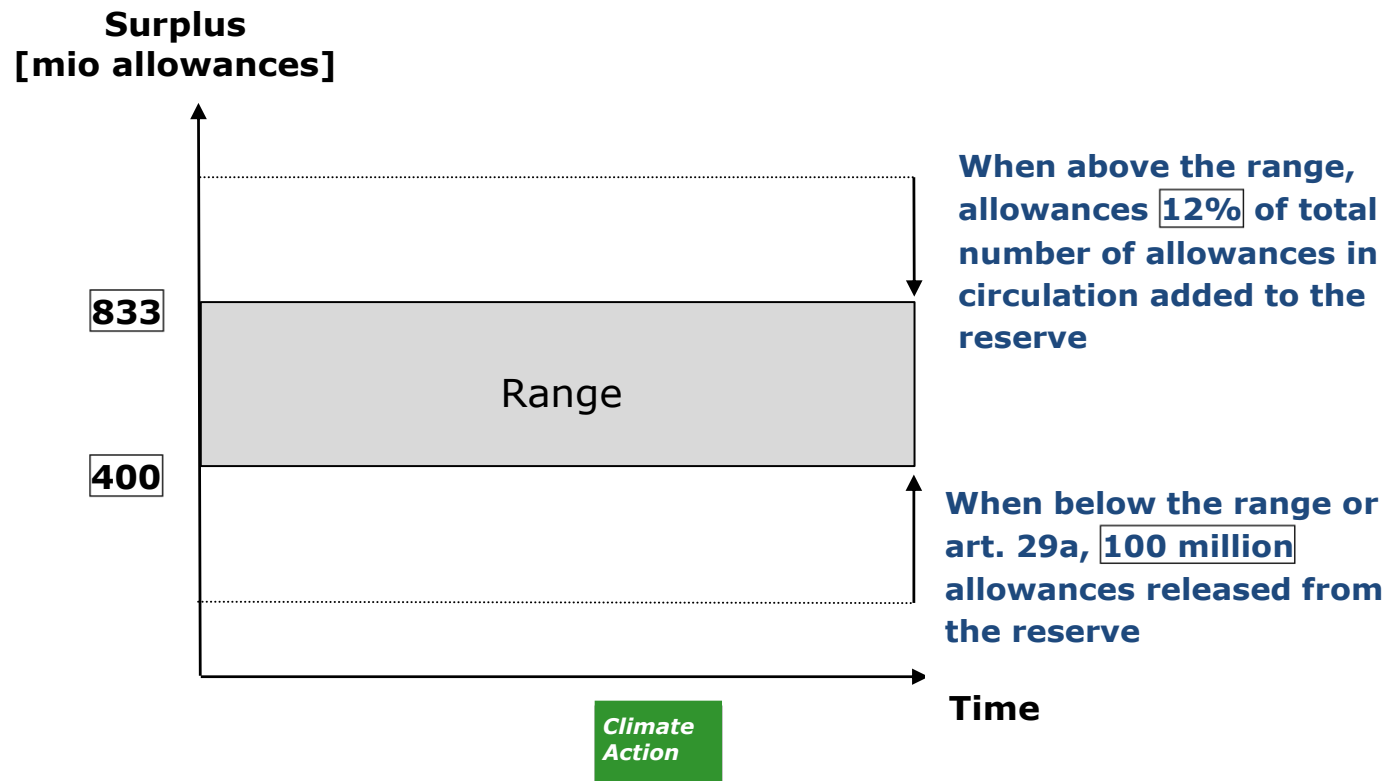 Surplus
[mio allowances]
When above the range,
allowances 12% of total
number of allowances in
circulation added to the
reserve
833
Range
400
When below the range or
art. 29a, 100 million
allowances released from
the reserve
Time
Climate
Action